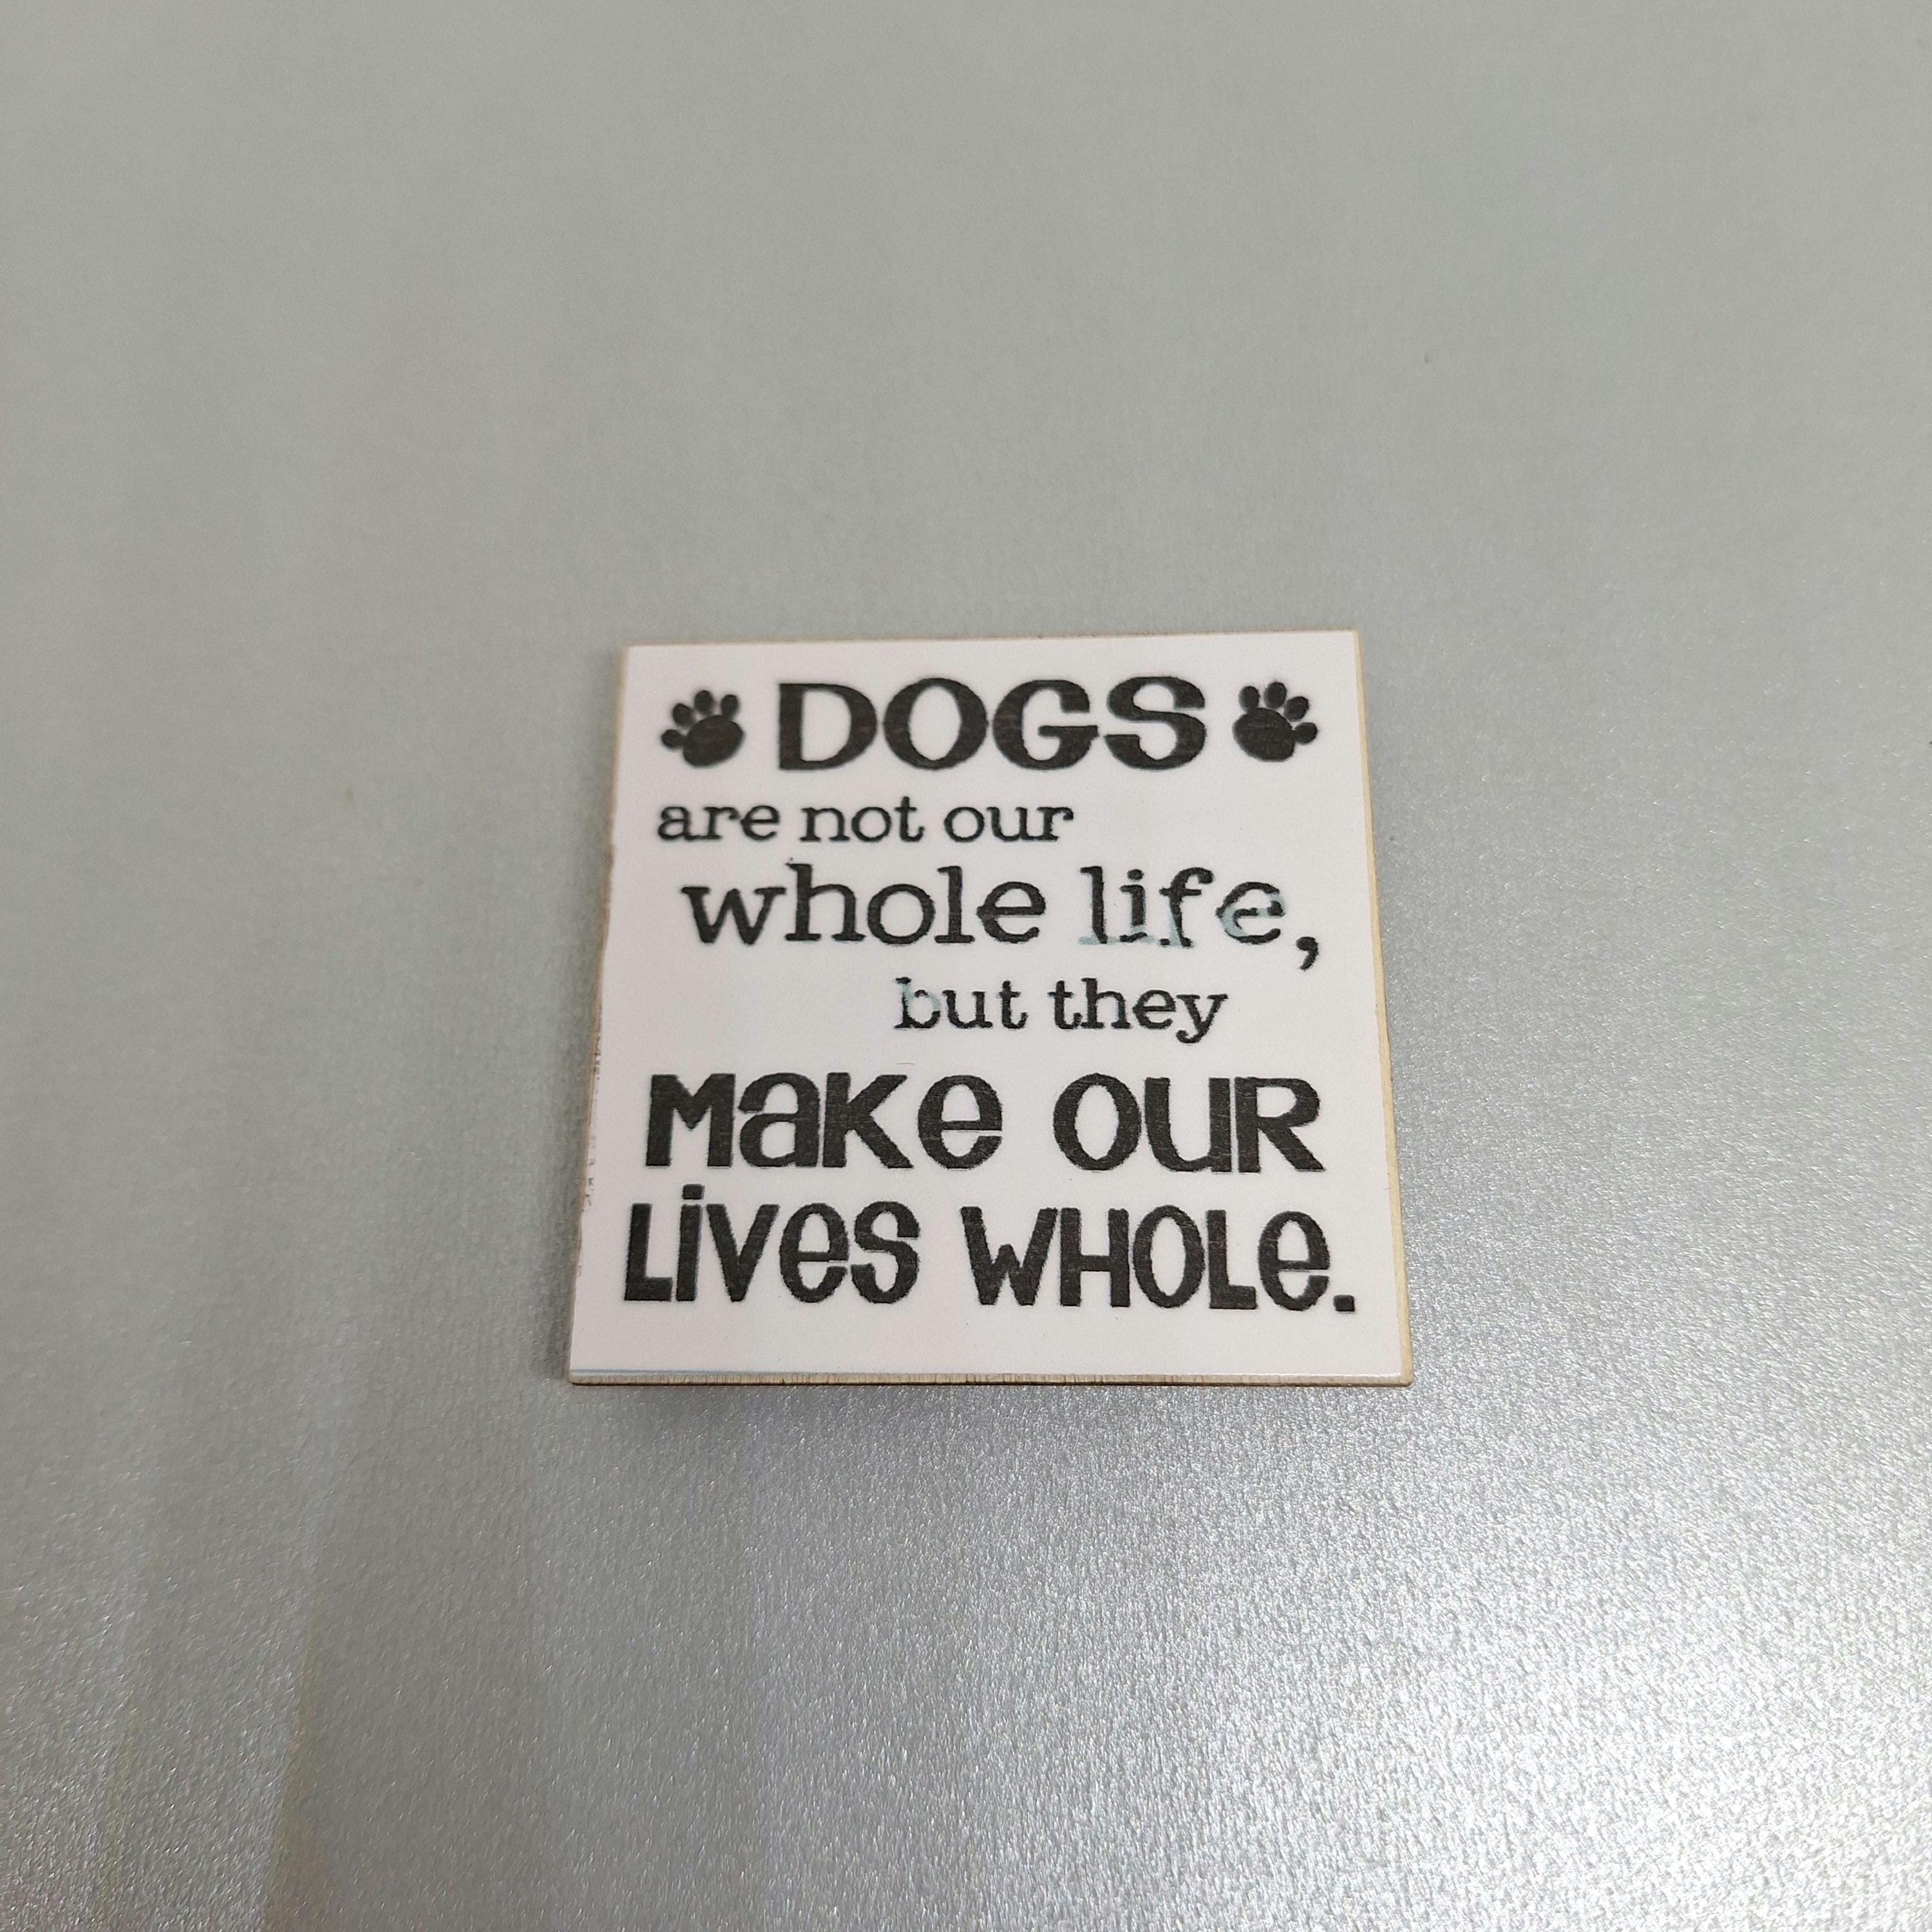 DOGS
are not our
whole life,
but they
Make OUR
Lives WHOLe.